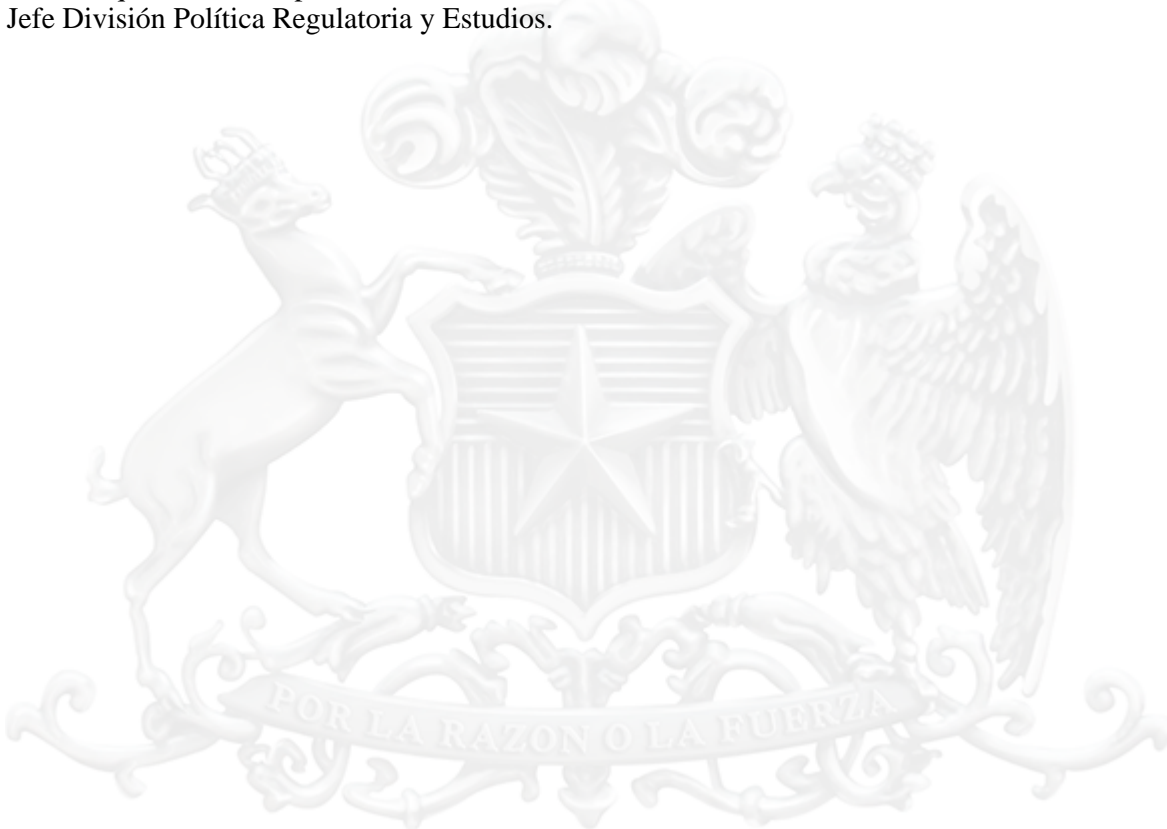 Jefe División Política Regulatoria y Estudios.
POR LA RAZON O LA FUERZA